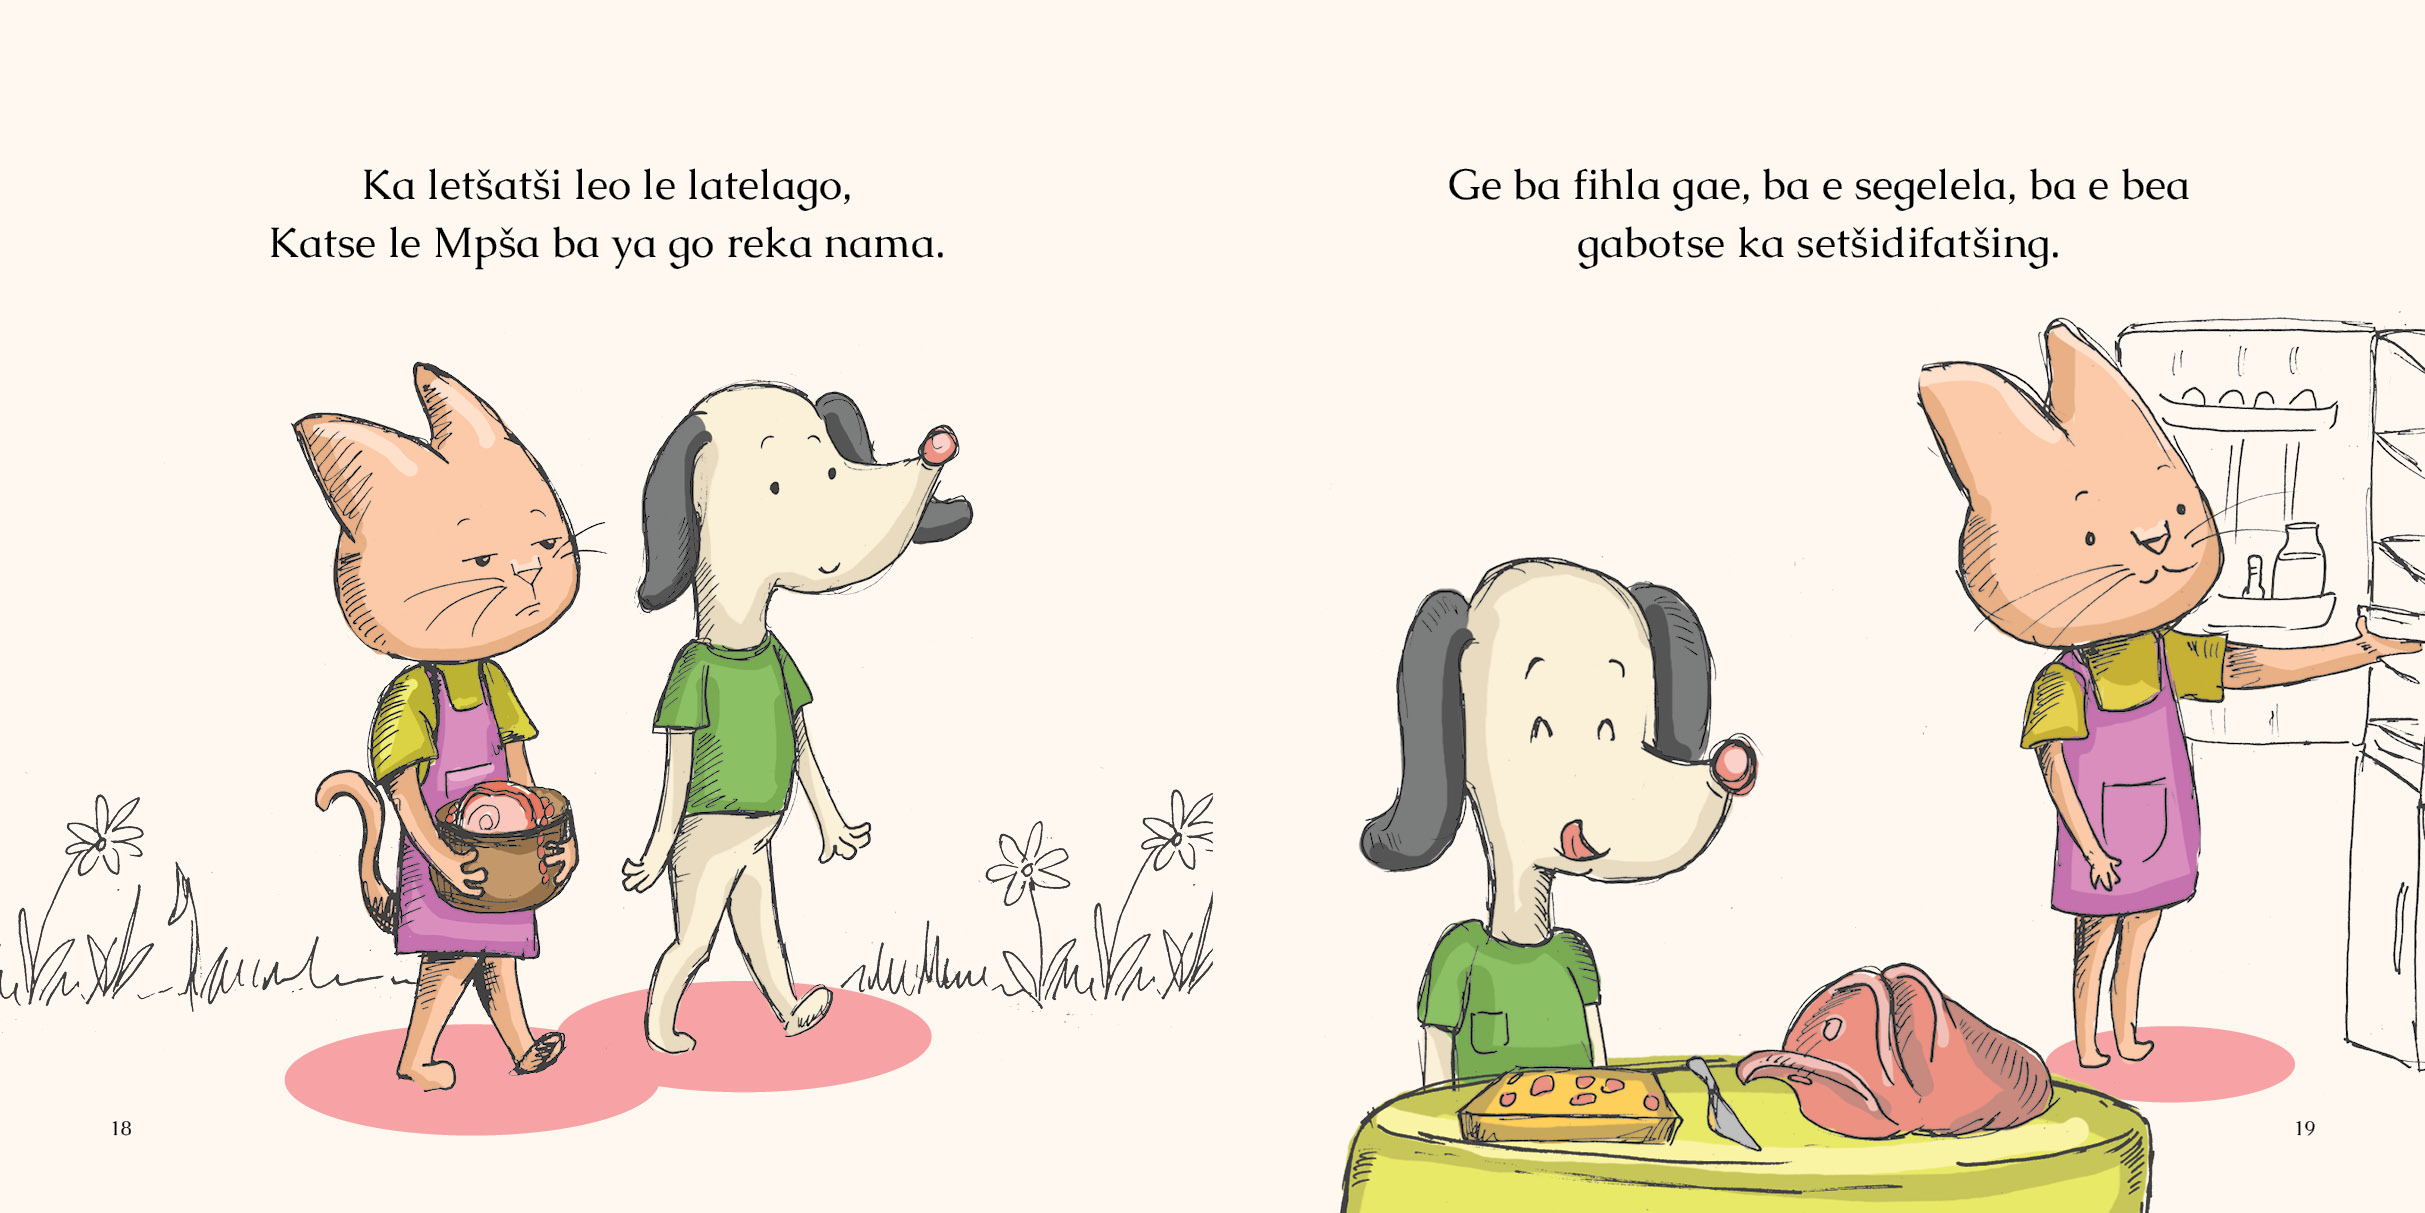 Ka letšatši leo le latelago,
Katse le Mpša ba ya go reka nama.
18
Ge ba fihla gae, ba e segelela, ba e bea
gabotse ka setšidifatšing.
19